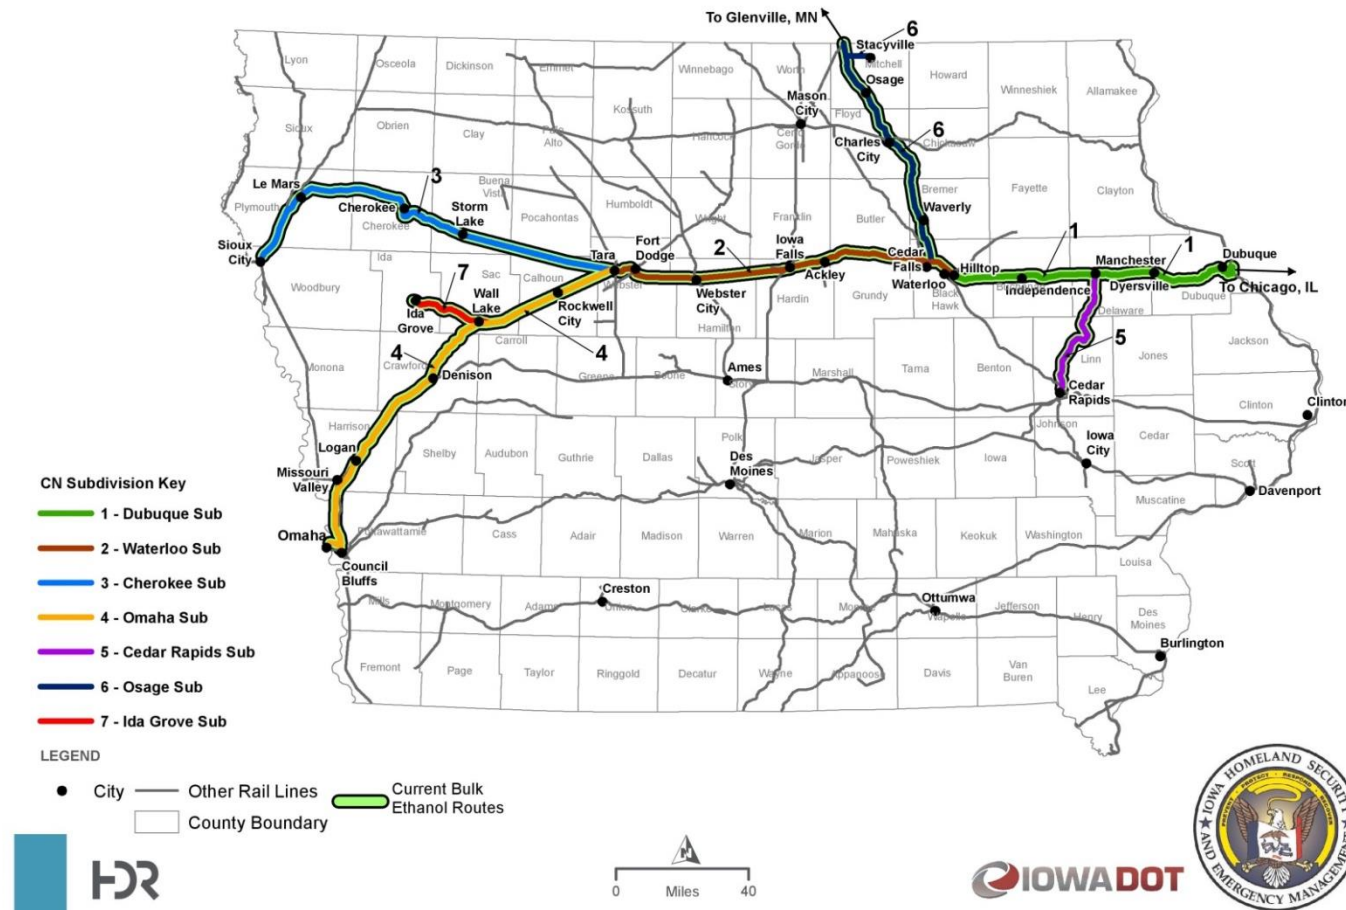 To Glenville, MN
6
Stacyville
Lyon
Osceola
Dickinson
Emmet
Winnebago
Worth
Mitchell
Howard
Winneshiek
Allamakee
Osage
Mason
City
Kossuth
Sioux
Obrien
Clay
Palo
Alto
Hancock
Cerro
Gordo
Floyd
6
Charles
City
Chickasaw
Le Mars
3
Plymouth
Cherokee
Cherokee
Buena
Vista
Storm
Lake
Pocahontas
Humboldt
Wright
Franklin
Butler
Bremer
Waverly
Fayette
Clayton
Sioux
City
Ida
7
Sac
Calhoun
Tara
Fort
Dodge
Webster
2
Iowa
Falls
Ackley
Cedar
Falls
Waterloo
Hilltop
Black
Hawk
1
Independence
Manchester
1
Dyersville
Dubuque
To Chicago, IL
Dubuque
Delaware
Woodbury
Ida
Grove
Wall
Lake
Rockwell
City
Webster
City
Hamilton
Hardin
Grundy
4
Carroll
4
Monona
Crawford
Denison
Greene
Boone
Ames
Story
Marshall
Tama
Benton
Linn
5
Jones
Jackson
Cedar
Rapids
Clinton
Clinton
Harrison
Logan
Missouri
Valley
Shelby
Audubon
Guthrie
Dallas
Polk
Des
Moines
Jasper
Poweshiek
Iowa
Johnson
Iowa
City
Cedar
Scott
Davenport
Muscatine
Omaha
Pottawattamie
Council
Bluffs
Cass
Adair
Madison
Warren
Marion
Mahaska
Keokuk
Washington
Louisa
Mills
Montgomery
Adams
Creston
Union
Clarke
Lucas
Monroe
Ottumwa
Wapello
Jefferson
Henry
Des
Moines
Burlington
Fremont
Page
Taylor
Ringgold
Decatur
Wayne
Appanoose
Davis
Van
Buren
Lee
CN Subdivision Key
1 - Dubuque Sub
2 - Waterloo Sub
3 - Cherokee Sub
4 - Omaha Sub
5 - Cedar Rapids Sub
6 - Osage Sub
7 - Ida Grove Sub
LEGEND
City
Other Rail Lines
Current Bulk
Ethanol Routes
County Boundary
HDR
N
0
40
Miles
IOWADOT
IOWA HOMELAND SECURITY
AND EMERGENCY MANAGEMENT
PREVENT PROTECT RESPOND RECOVER